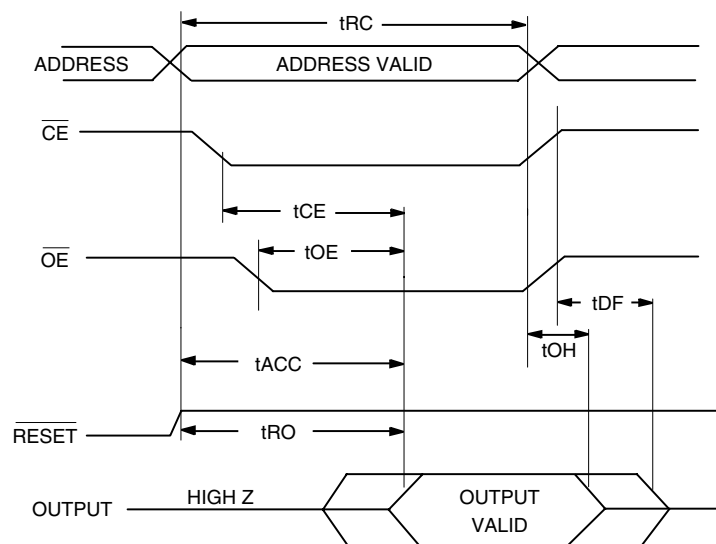 tRC
ADDRESS
ADDRESS VALID
CE
tCE
OE
tOE
tDF
tOH
tACC
RESET
tRO
OUTPUT
HIGH Z
OUTPUT
VALID